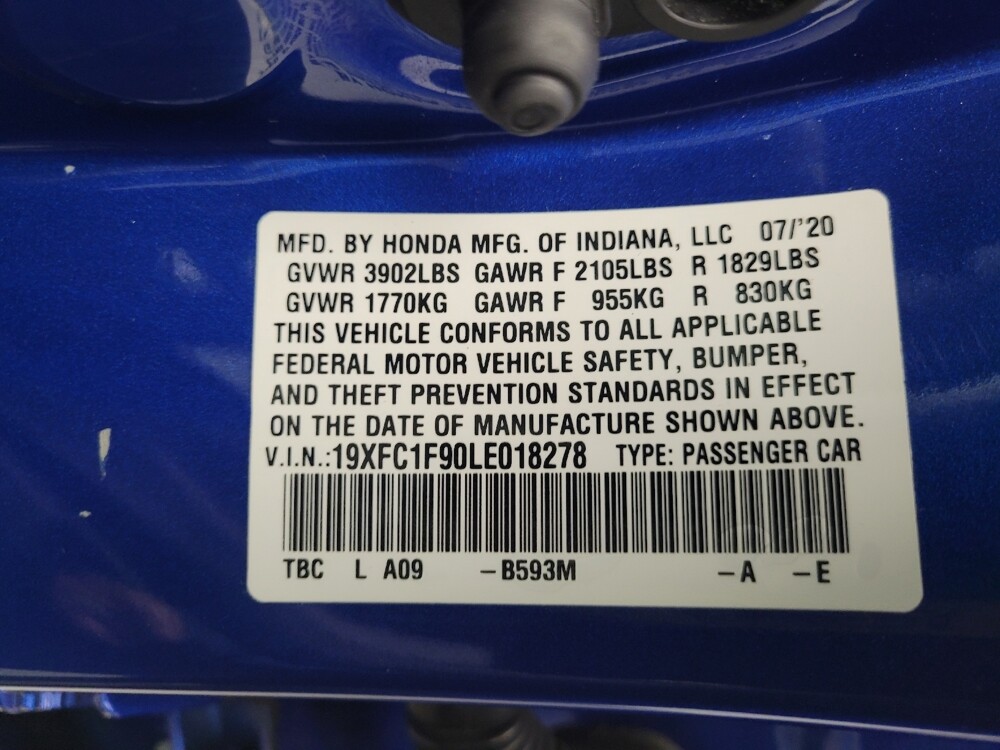 MFD. BY HONDA MFG. OF INDIANA, LLC 07/'20
GVWR 3902LBS GAWR F 2105LBS R 1829LBS
GVWR 1770KG GAWR F 955KG R 830KG
THIS VEHICLE CONFORMS TO ALL APPLICABLE
FEDERAL MOTOR VEHICLE SAFETY, BUMPER,
AND THEFT PREVENTION STANDARDS IN EFFECT
ON THE DATE OF MANUFACTURE SHOWN ABOVE.
V.I.N.:19XFC1F90LE018278 TYPE: PASSENGER CAR
TBC L A09 –B593M –A –E